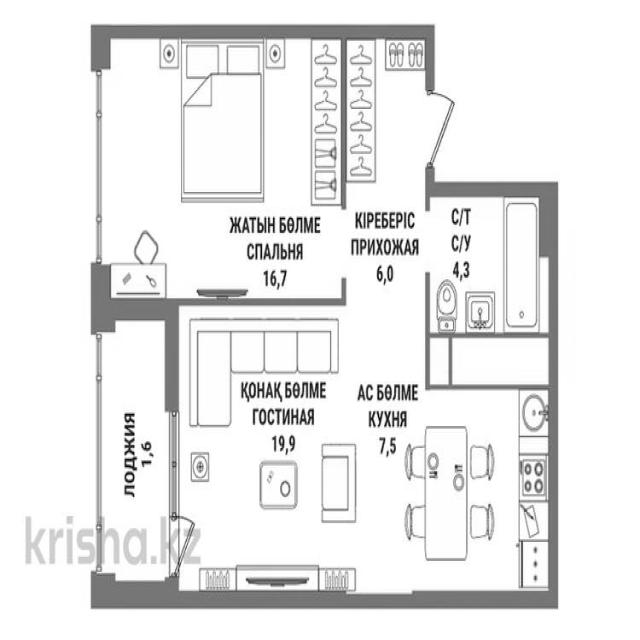 ЖАТЫН БӨЛМЕ
СПАЛЬНЯ
16,7
КІРЕБЕРІС
ПРИХОЖАЯ
6,0
С/Т
С/У
4,3
ҚОНАҚ БӨЛМЕ
ГОСТИНАЯ
19,9
АС БӨЛМЕ
КУХНЯ
7,5
ЛОДЖИЯ
1,6
krisha.kz